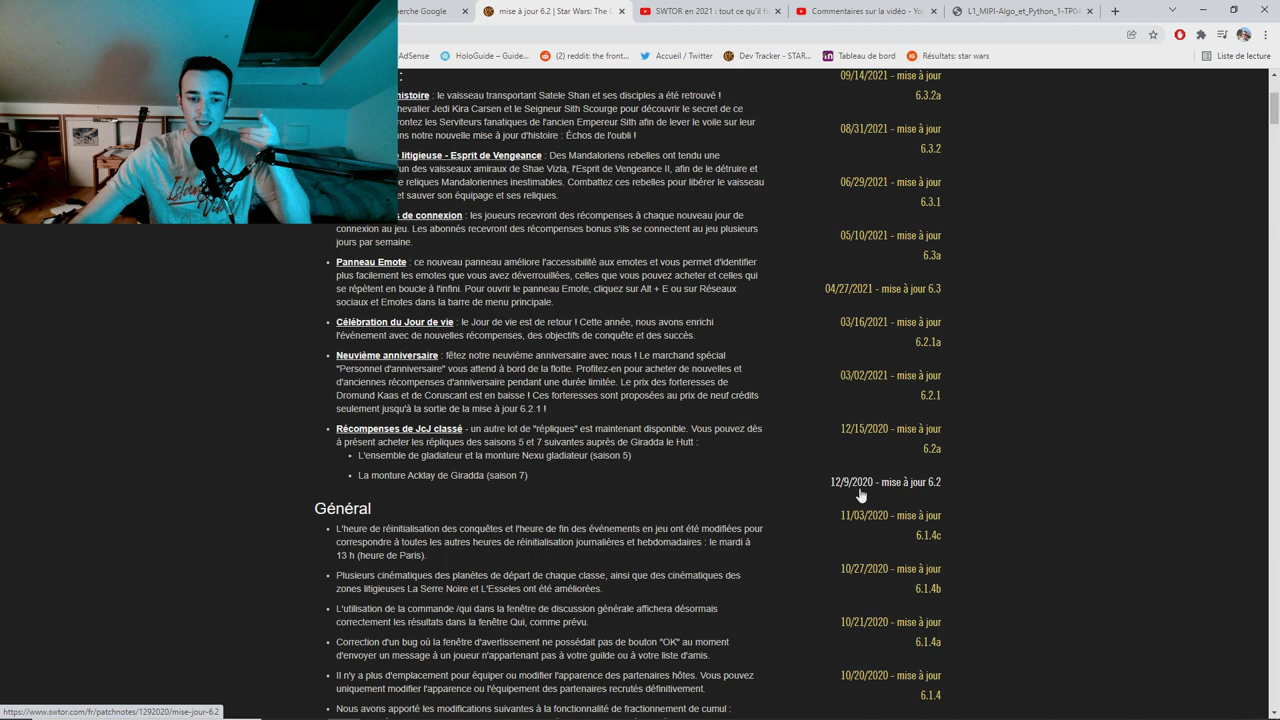 erche Google
mise à jour 6.2 | Star Wars: The C
SWTOR en 2021 : tout ce qu'il f
Commentaires sur la vidéo - Yo
L1_MIPI-Algo_et_Python_1-TP04
AdSense
HoloGuide – Guide...
(2) reddit: the front...
Accueil / Twitter
Dev Tracker - STAR...
Tableau de bord
Résultats: star wars
Liste de lecture
:
histoire : le vaisseau transportant Satele Shan et ses disciples a été retrouvé !
hevalier Jedi Kira Carsen et le Seigneur Sith Scourge pour découvrir le secret de ce
rontez les Serviteurs fanatiques de l'ancien Empereur Sith afin de lever le voile sur leur
ans notre nouvelle mise à jour d'histoire : Échos de l'oubli !
e litigieuse - Esprit de Vengeance : Des Mandaloriens rebelles ont tendu une
'un des vaisseaux amiraux de Shae Vizla, l'Esprit de Vengeance II, afin de le détruire et
e reliques Mandaloriennes inestimables. Combattez ces rebelles pour libérer le vaisseau
et sauver son équipage et ses reliques.
s de connexion : les joueurs recevront des récompenses à chaque nouveau jour de
connexion au jeu. Les abonnés recevront des récompenses bonus s'ils se connectent au jeu plusieurs
jours par semaine.
Panneau Emote : ce nouveau panneau améliore l'accessibilité aux emotes et vous permet d'identifier
plus facilement les emotes que vous avez déverrouillées, celles que vous pouvez acheter et celles qui
se répètent en boucle à l'infini. Pour ouvrir le panneau Emote, cliquez sur Alt + E ou sur Réseaux
sociaux et Emotes dans la barre de menu principale.
Célébration du Jour de vie : le Jour de vie est de retour ! Cette année, nous avons enrichi
l'événement avec de nouvelles récompenses, des objectifs de conquête et des succès.
Neuvième anniversaire : fêtez notre neuvième anniversaire avec nous ! Le marchand spécial
"Personnel d'anniversaire" vous attend à bord de la flotte. Profitez-en pour acheter de nouvelles et
d'anciennes récompenses d'anniversaire pendant une durée limitée. Le prix des forteresses de
Dromund Kaas et de Coruscant est en baisse ! Ces forteresses sont proposées au prix de neuf crédits
seulement jusqu'à la sortie de la mise à jour 6.2.1 !
Récompenses de JcJ classé - un autre lot de "répliques" est maintenant disponible. Vous pouvez dès
à présent acheter les répliques des saisons 5 et 7 suivantes auprès de Giradda le Hutt :
L'ensemble de gladiateur et la monture Nexu gladiateur (saison 5)
La monture Acklay de Giradda (saison 7)
Général
L'heure de réinitialisation des conquêtes et l'heure de fin des événements en jeu ont été modifiées pour
correspondre à toutes les autres heures de réinitialisation journalières et hebdomadaires : le mardi à
13 h (heure de Paris).
Plusieurs cinématiques des planètes de départ de chaque classe, ainsi que des cinématiques des
zones litigieuses La Serre Noire et L'Esseles ont été améliorées.
L'utilisation de la commande /qui dans la fenêtre de discussion générale affichera désormais
correctement les résultats dans la fenêtre Qui, comme prévu.
Correction d'un bug où la fenêtre d'avertissement ne possédait pas de bouton "OK" au moment
d'envoyer un message à un joueur n'appartenant pas à votre guilde ou à votre liste d'amis.
Il n'y a plus d'emplacement pour équiper ou modifier l'apparence des partenaires hôtes. Vous pouvez
uniquement modifier l'apparence ou l'équipement des partenaires recrutés définitivement.
Nous avons apporté les modifications suivantes à la fonctionnalité de fractionnement de cumul :
09/14/2021 - mise à jour
6.3.2a
08/31/2021 - mise à jour
6.3.2
06/29/2021 - mise à jour
6.3.1
05/10/2021 - mise à jour
6.3a
04/27/2021 - mise à jour 6.3
03/16/2021 - mise à jour
6.2.1a
03/02/2021 - mise à jour
6.2.1
12/15/2020 - mise à jour
6.2a
12/9/2020 - mise à jour 6.2
11/03/2020 - mise à jour
6.1.4c
10/27/2020 - mise à jour
6.1.4b
10/21/2020 - mise à jour
6.1.4a
10/20/2020 - mise à jour
6.1.4
https://www.swtor.com/fr/patchnotes/1292020/mise-jour-6.2